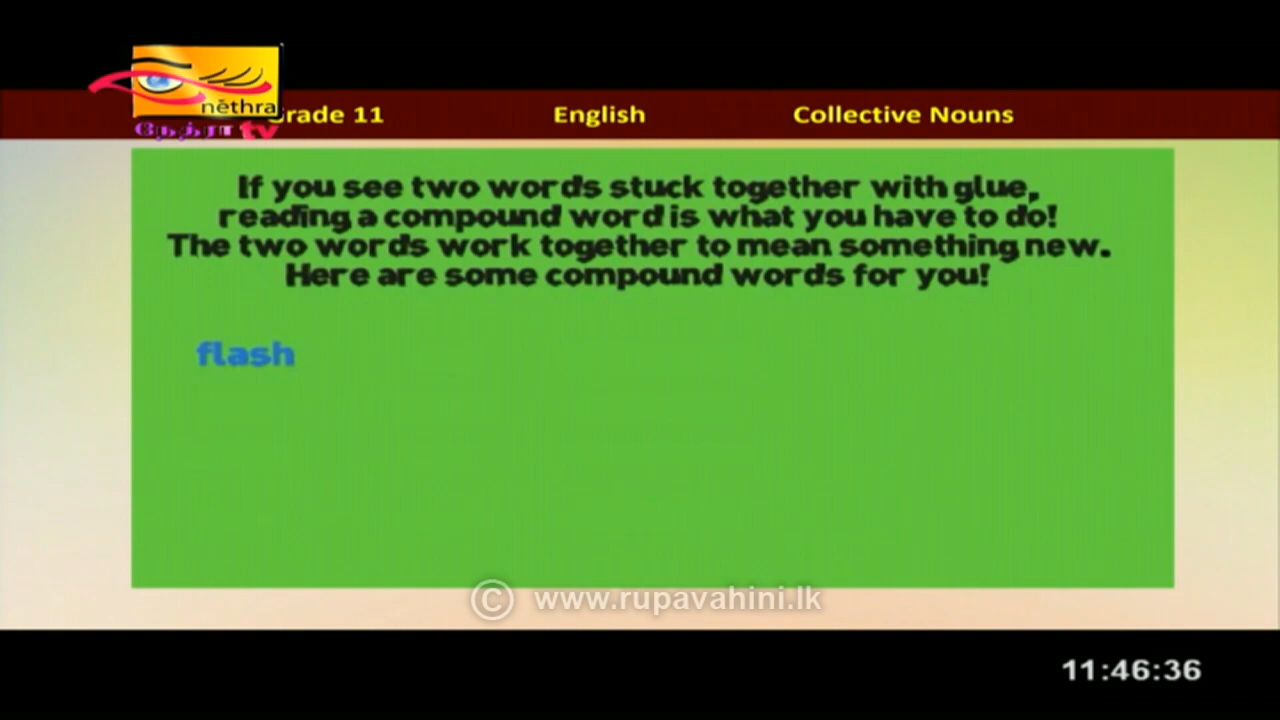 nēthra
நேத்ரா tv
Grade 11 English Collective Nouns
If you see two words stuck together with glue,
reading a compound word is what you have to do!
The two words work together to mean something new.
Here are some compound words for you!
flash
© www.rupavahini.lk
11:46:36